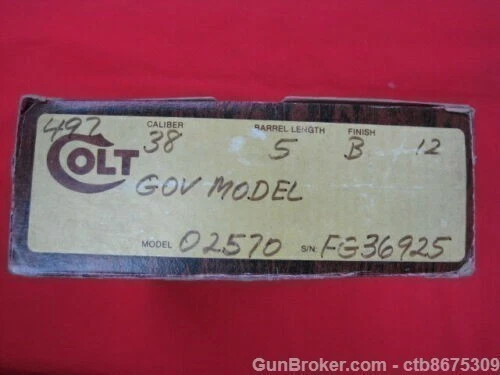 497 CALIBER BARREL LENGTH FINISH
38 5 B 12
COLT
GOV MODEL
MODEL 02570 S/N: FG36925
GunBroker.com - ctb8675309